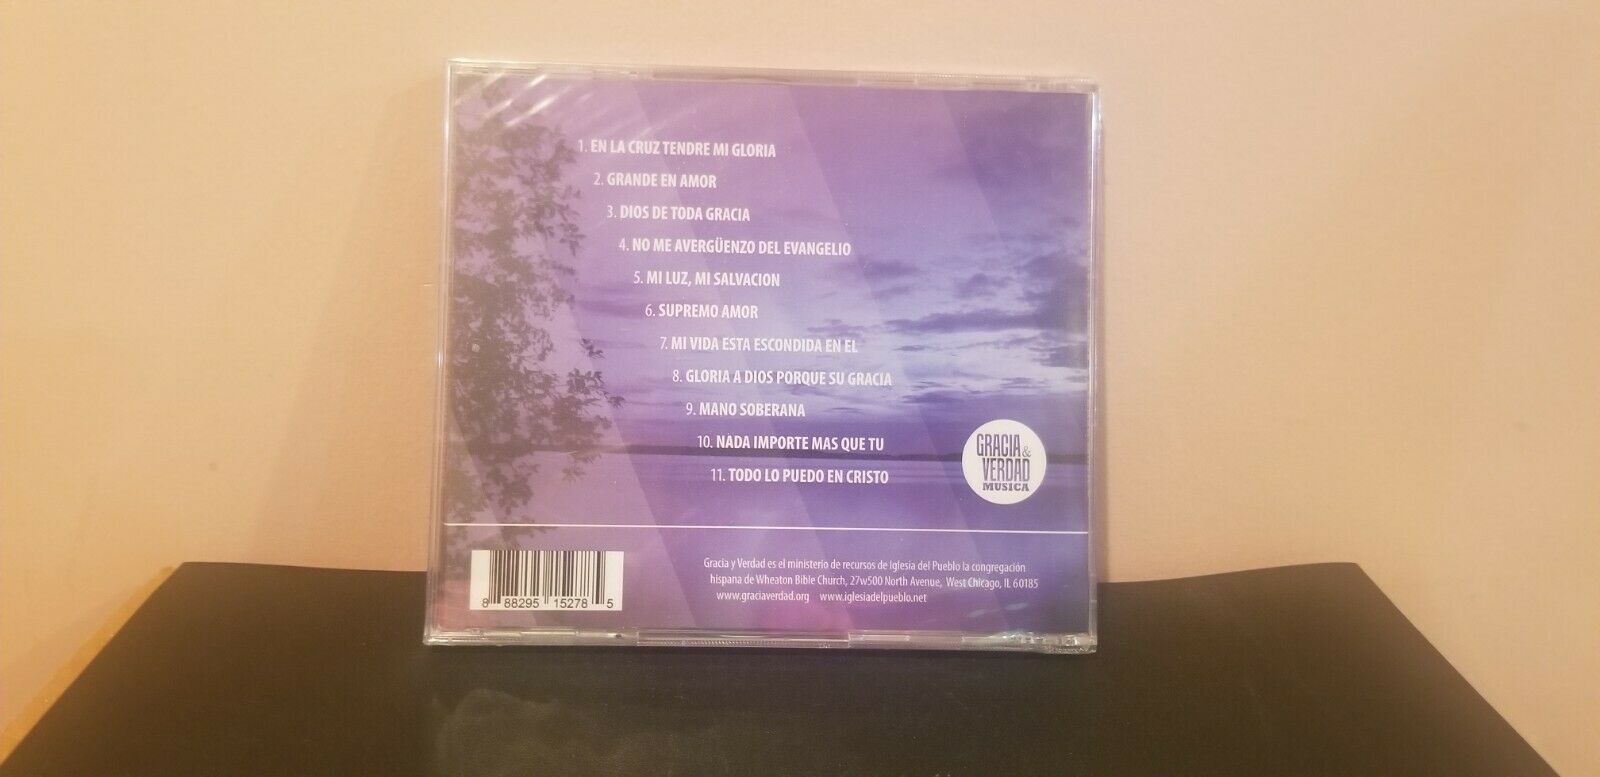 1. EN LA CRUZ TENDRE MI GLORIA
2. GRANDE EN AMOR
3. DIOS DE TODA GRACIA
4. NO ME AVERGÜENZO DEL EVANGELIO
5. MI LUZ, MI SALVACION
6. SUPREMO AMOR
7. MI VIDA ESTA ESCONDIDA EN EL
8. GLORIA A DIOS PORQUE SU GRACIA
9. MANO SOBERANA
10. NADA IMPORTE MAS QUE TU
11. TODO LO PUEDO EN CRISTO
GRACIA &
VERDAD
MUSICA
Gracia y Verdad es el ministerio de recursos de Iglesia del Pueblo la congregación
hispana de Wheaton Bible Church, 27w500 North Avenue, West Chicago, IL 60185
www.graciaverdad.org www.iglesiadelpueblo.net
8 88295 15278 5